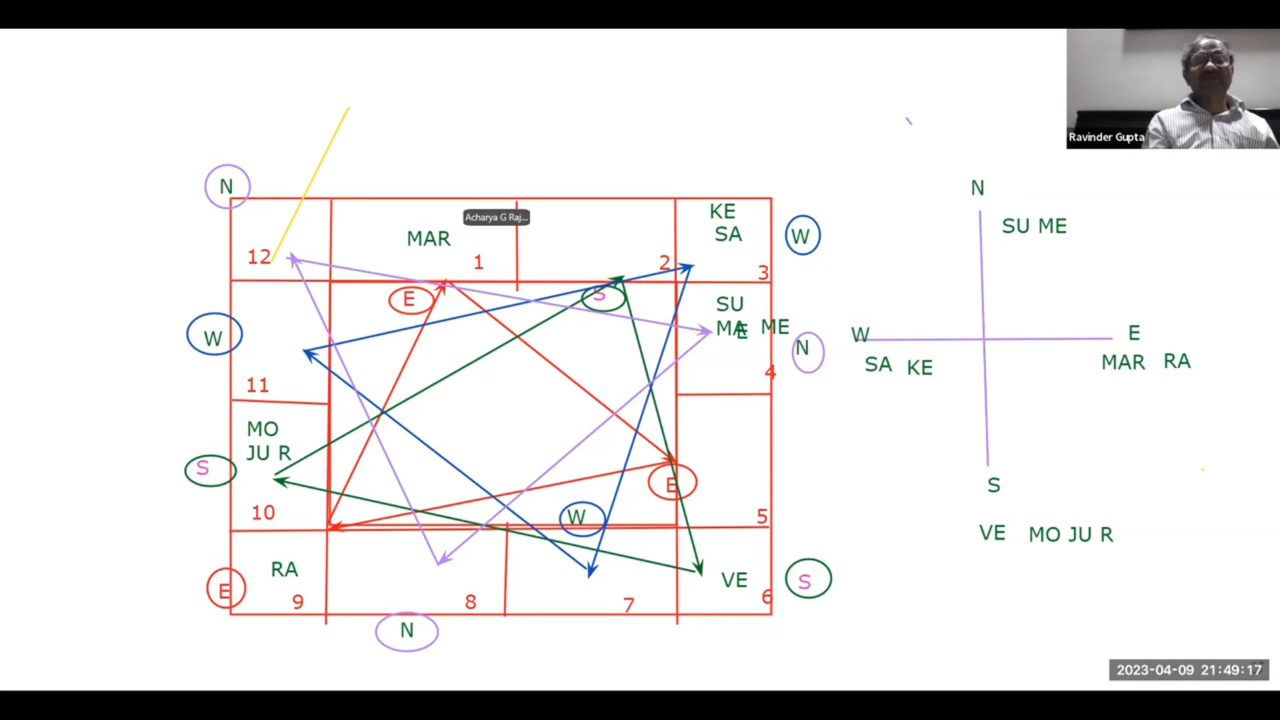 Ravinder Gupta
N
Acharya G Raj...
MAR
KE
SA
W
12
1
2
3
E
S
SU
MA ME
E
N
W
11
4
MO
JU R
S
10
W
E
5
RA
VE
S
E
9
8
7
6
N
N
SU ME
W
E
SA KE
MAR RA
S
VE MO JU R
2023-04-09 21:49:17